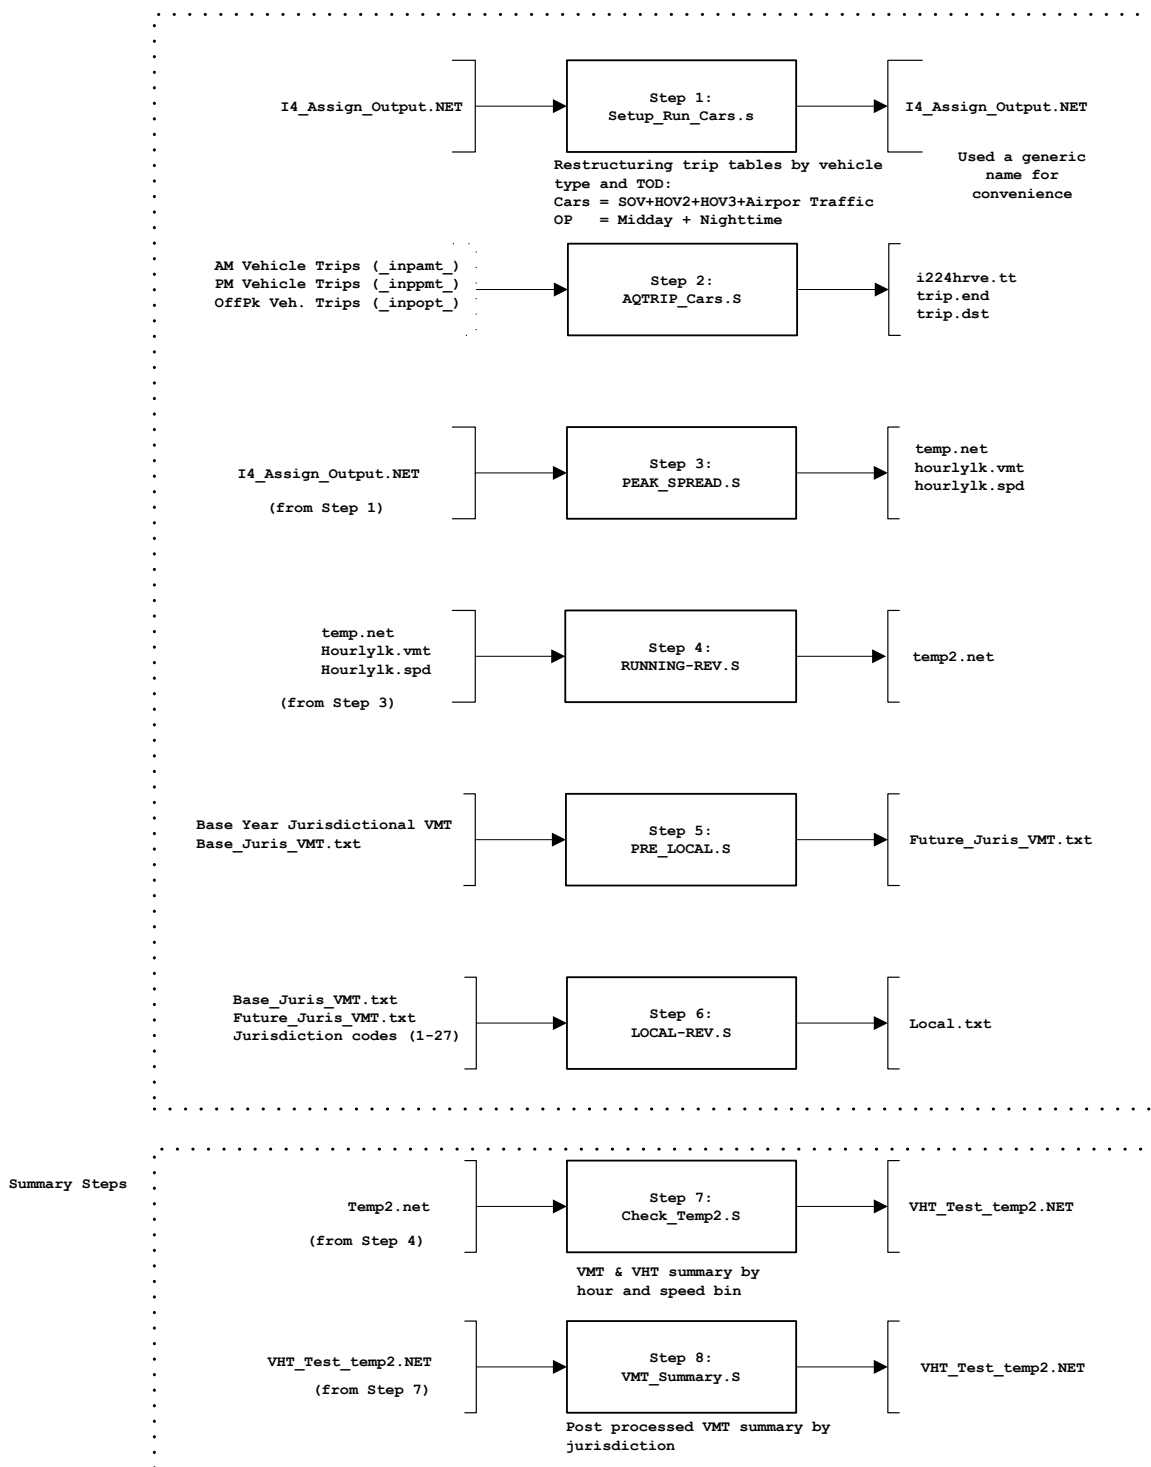 I4_Assign_Output.NET
Step 1:
Setup_Run_Cars.s
I4_Assign_Output.NET
Used a generic
name for
convenience
Restructuring trip tables by vehicle
type and TOD:
Cars = SOV+HOV2+HOV3+Airpor Traffic
OP   = Midday + Nighttime
AM Vehicle Trips (_inpamt_)
PM Vehicle Trips (_inppmt_)
OffPk Veh. Trips (_inpopt_)
Step 2:
AQTRIP_Cars.S
i224hrve.tt
trip.end
trip.dst
I4_Assign_Output.NET
(from Step 1)
Step 3:
PEAK_SPREAD.S
temp.net
hourlylk.vmt
hourlylk.spd
temp.net
Hourlylk.vmt
Hourlylk.spd
(from Step 3)
Step 4:
RUNNING-REV.S
temp2.net
Base Year Jurisdictional VMT
Base_Juris_VMT.txt
Step 5:
PRE_LOCAL.S
Future_Juris_VMT.txt
Base_Juris_VMT.txt
Future_Juris_VMT.txt
Jurisdiction codes (1-27)
Step 6:
LOCAL-REV.S
Local.txt
Summary Steps
Temp2.net
(from Step 4)
Step 7:
Check_Temp2.S
VHT_Test_temp2.NET
VMT & VHT summary by
hour and speed bin
VHT_Test_temp2.NET
(from Step 7)
Step 8:
VMT_Summary.S
VHT_Test_temp2.NET
Post processed VMT summary by
jurisdiction